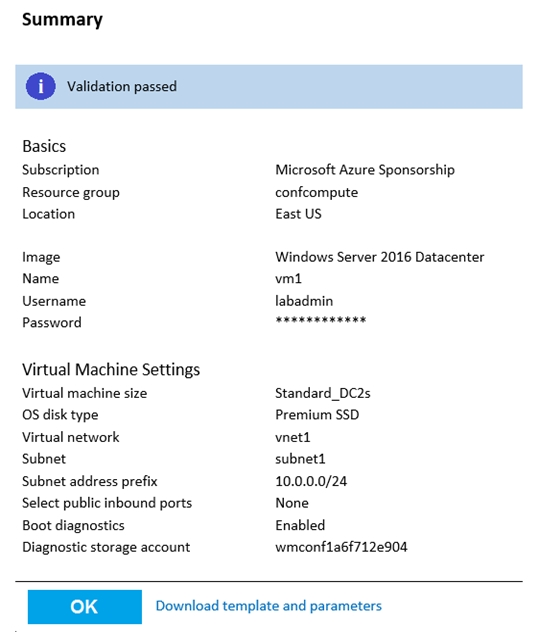 Summary
i Validation passed
Basics
Subscription Microsoft Azure Sponsorship
Resource group confcompute
Location East US
Image Windows Server 2016 Datacenter
Name vm1
Username labadmin
Password ************
Virtual Machine Settings
Virtual machine size Standard_DC2s
OS disk type Premium SSD
Virtual network vnet1
Subnet subnet1
Subnet address prefix 10.0.0.0/24
Select public inbound ports None
Boot diagnostics Enabled
Diagnostic storage account wmconf1a6f712e904
OK Download template and parameters